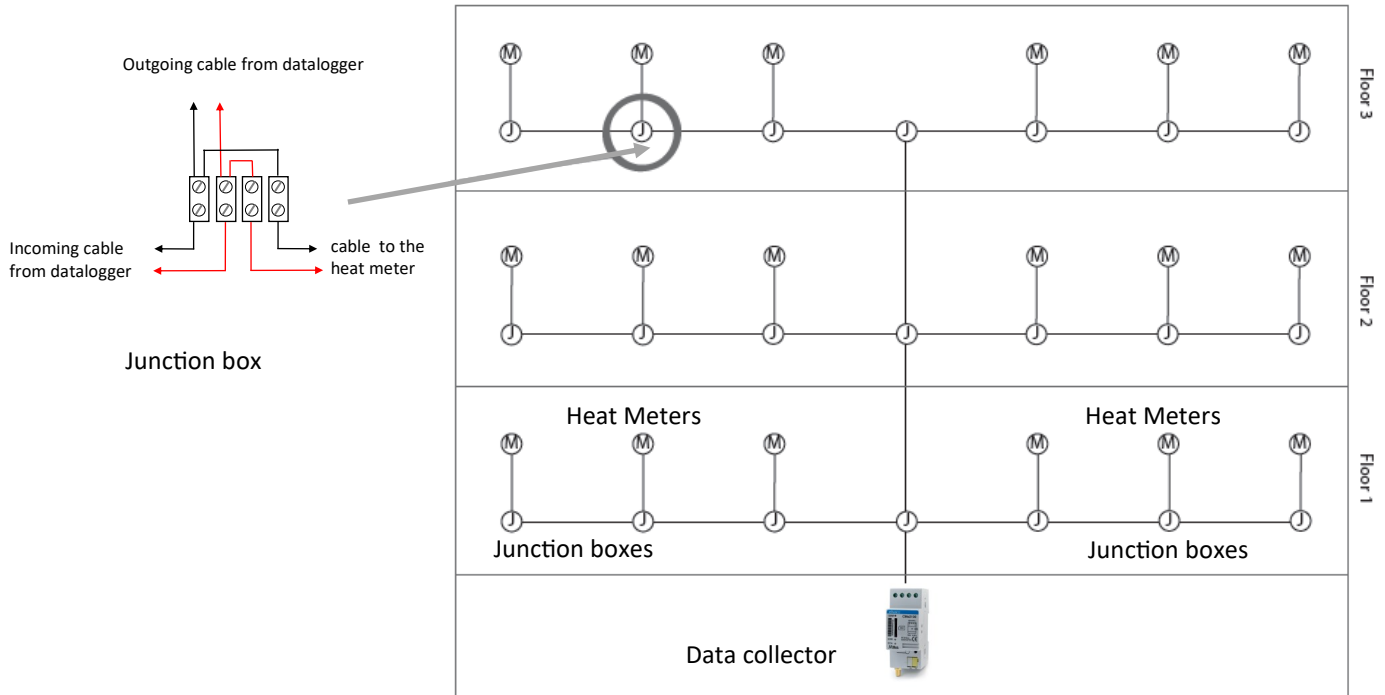 Outgoing cable from datalogger
Incoming cable
from datalogger
cable to the
heat meter
Junction box
M M M M M M
J J J J J J J
Floor 3
M M M M M M
J J J J J J J
Floor 2
Heat Meters
Heat Meters
M M M M M M
J J J J J J J
Junction boxes
Junction boxes
Floor 1
Data collector